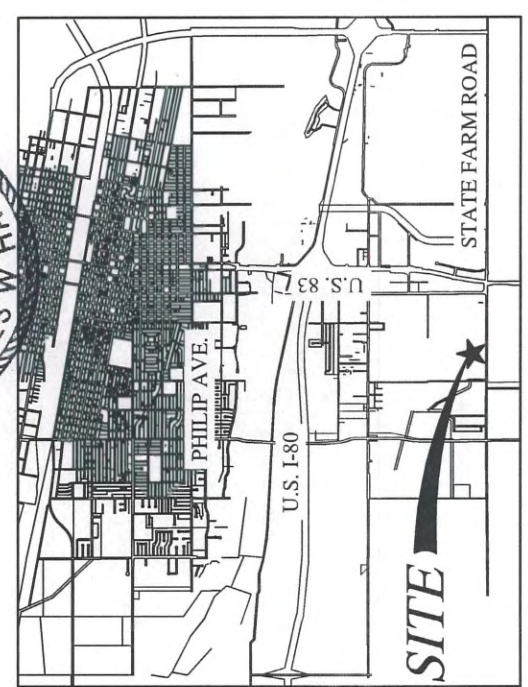 STATE FARM ROAD
U.S. 83
PHILIP AVE.
U.S. I-80
SITE